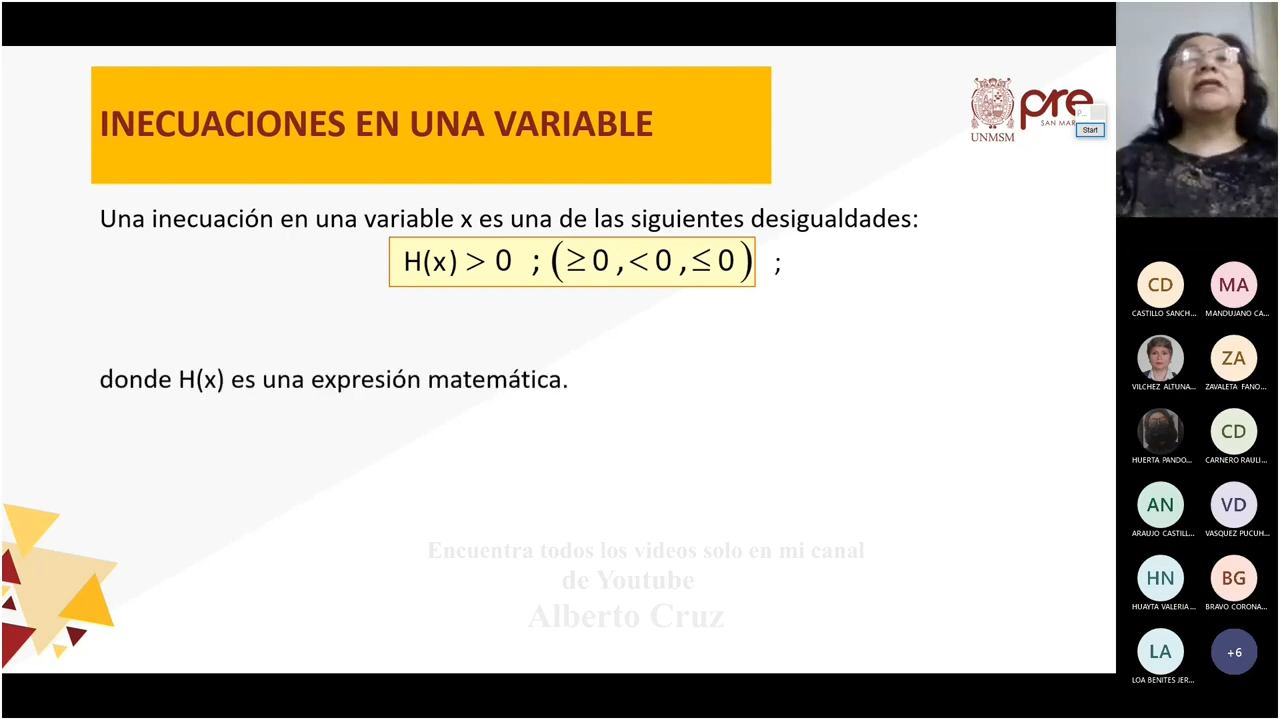 INECUACIONES EN UNA VARIABLE
UNMSM
pre
SAN MAR
P...
Start
Una inecuación en una variable x es una de las siguientes desigualdades:
H(x) > 0 ; (≥ 0 , < 0 , ≤ 0) ;
donde H(x) es una expresión matemática.
Encuentra todos los videos solo en mi canal
de Youtube
Alberto Cruz
CD MA
CASTILLO SANCH... MANDUJANO CA...
ZA
VILCHEZ ALTUNA... ZAVALETA FANO...
CD
HUERTA PANDO... CARNERO RAULI...
AN VD
ARAUJO CASTILL... VASQUEZ PUCUH...
HN BG
HUAYTA VALERIA... BRAVO CORONA...
LA +6
LOA BENITES JER...